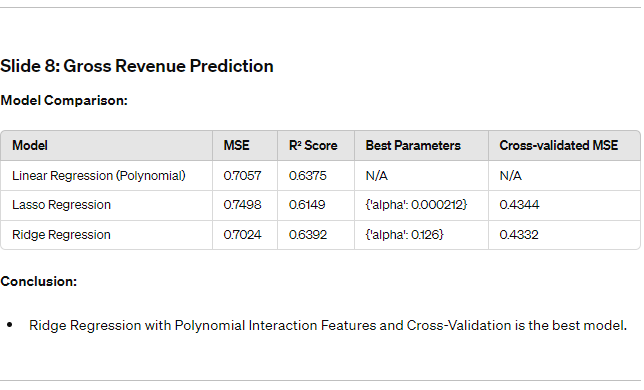 Slide 8: Gross Revenue Prediction
Model Comparison:
Model MSE R² Score Best Parameters Cross-validated MSE
Linear Regression (Polynomial) 0.7057 0.6375 N/A N/A
Lasso Regression 0.7498 0.6149 {'alpha': 0.000212} 0.4344
Ridge Regression 0.7024 0.6392 {'alpha': 0.126} 0.4332
Conclusion:
• Ridge Regression with Polynomial Interaction Features and Cross-Validation is the best model.